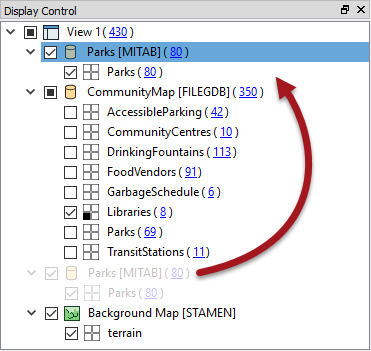 Display Control
View 1 ( 430 )
Parks [MITAB] ( 80 )
Parks ( 80 )
CommunityMap [FILEGDB] ( 350 )
AccessibleParking ( 42 )
CommunityCentres ( 10 )
DrinkingFountains ( 113 )
FoodVendors ( 91 )
GarbageSchedule ( 6 )
Libraries ( 8 )
Parks ( 69 )
TransitStations ( 11 )
Parks [MITAB] ( 80 )
Parks ( 80 )
Background Map [STAMEN]
terrain